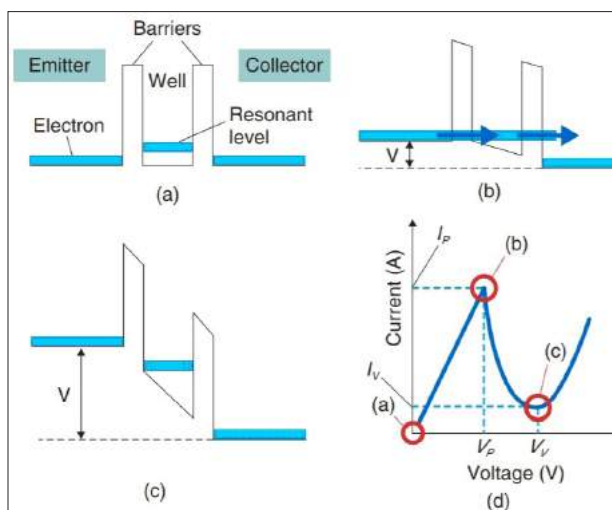 Barriers
Emitter
Well
Collector
Electron
Resonant
level
(a)
V
(b)
V
(c)
I_P
Current (A)
(b)
I_V
(a)
(c)
V_P
V_V
Voltage (V)
(d)